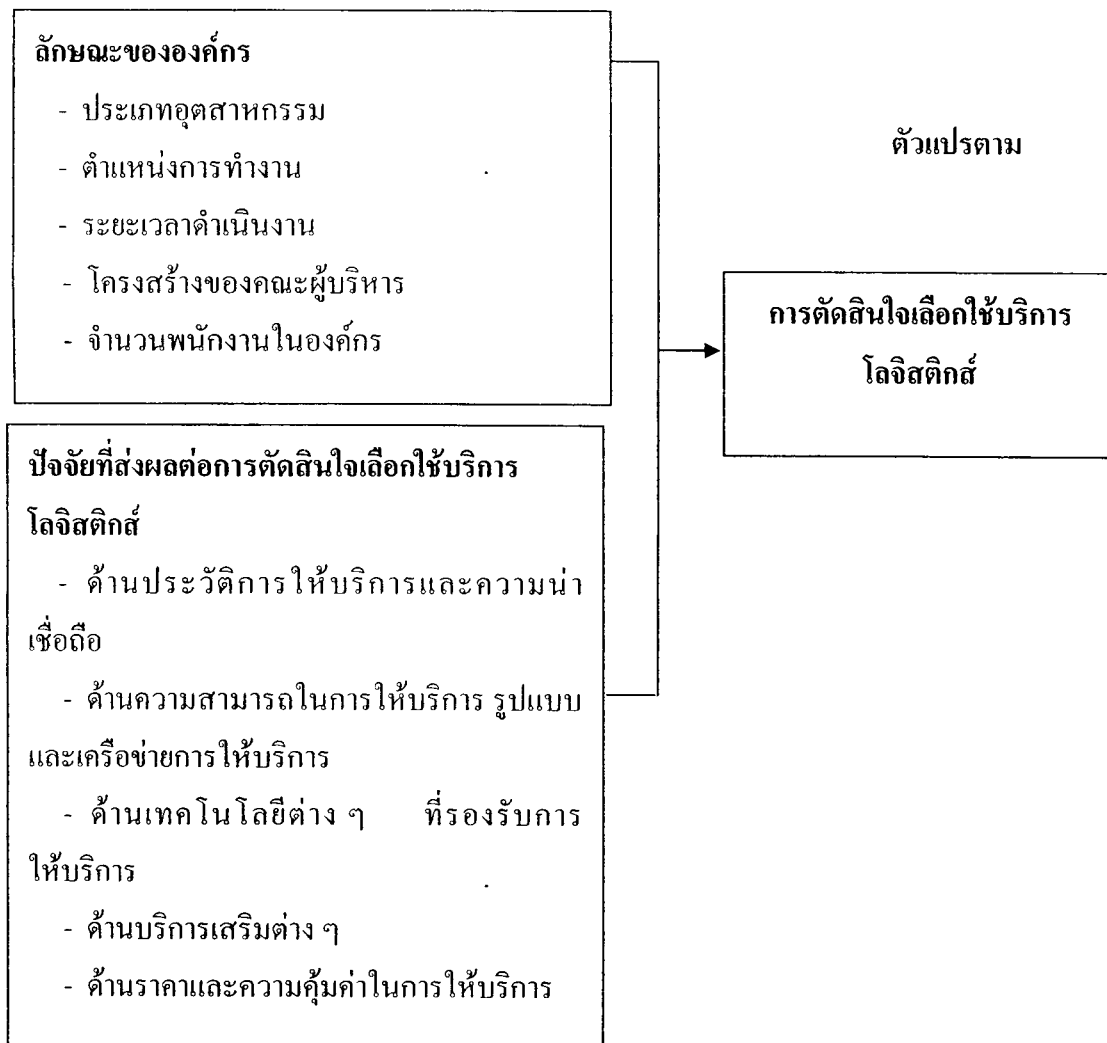 ลักษณะขององค์กร
- ประเภทอุตสาหกรรม
- ตำแหน่งการทำงาน
- ระยะเวลาดำเนินงาน
- โครงสร้างของคณะผู้บริหาร
- จำนวนพนักงานในองค์กร
ตัวแปรตาม
การตัดสินใจเลือกใช้บริการ
โลจิสติกส์
ปัจจัยที่ส่งผลต่อการตัดสินใจเลือกใช้บริการ
โลจิสติกส์
- ด้านประวัติการให้บริการและความน่า
เชื่อถือ
- ด้านความสามารถในการให้บริการ รูปแบบ
และเครือข่ายการให้บริการ
- ด้านเทคโนโลยีต่าง ๆ ที่รองรับการ
ให้บริการ
- ด้านบริการเสริมต่าง ๆ
- ด้านราคาและความคุ้มค่าในการให้บริการ